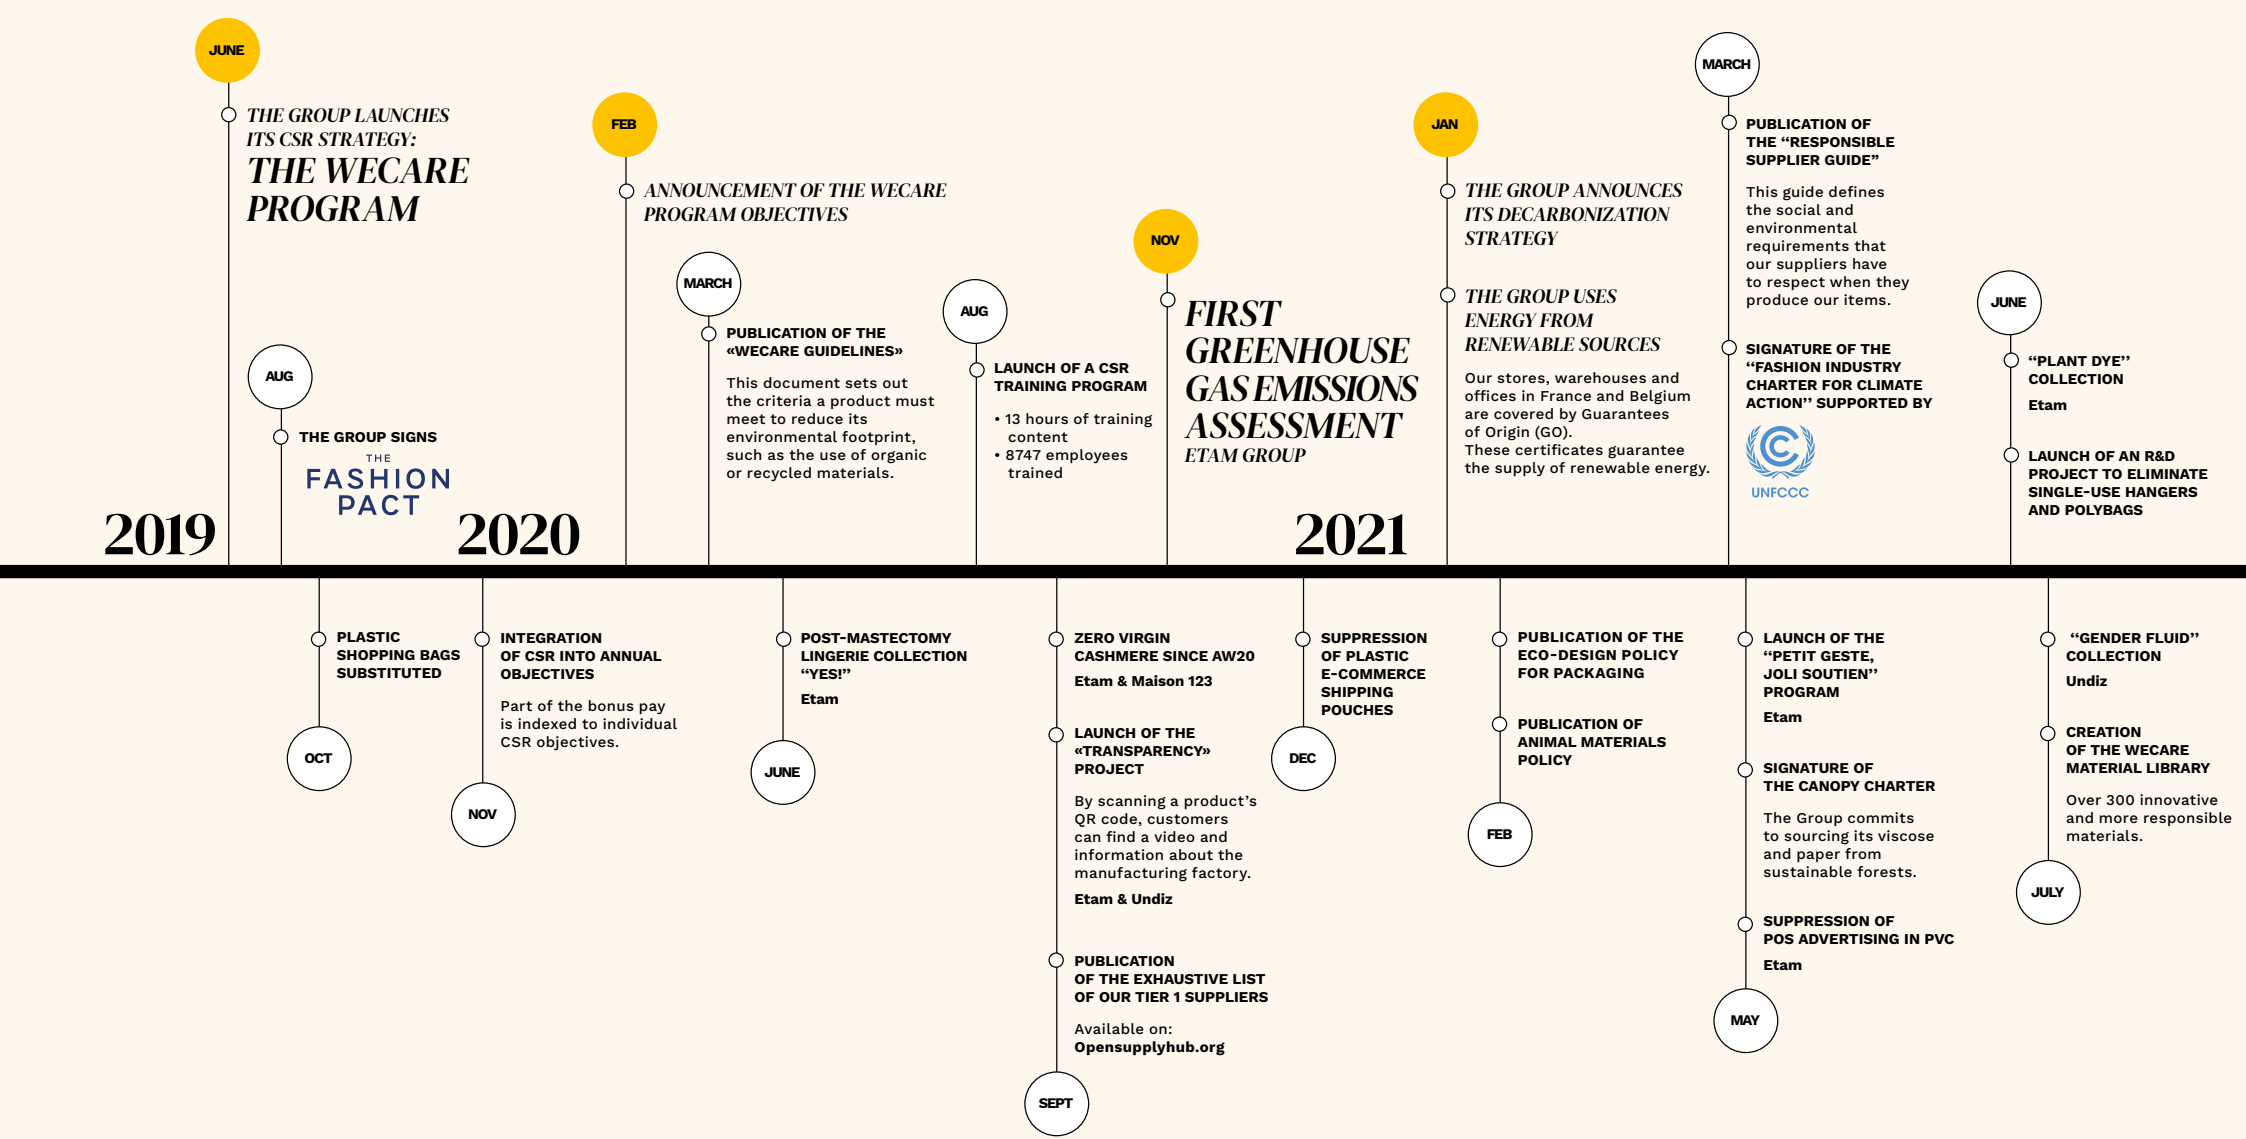 2019
JUNE
THE GROUP LAUNCHES
ITS CSR STRATEGY:
THE WECARE
PROGRAM
AUG
THE GROUP SIGNS
THE
FASHION
PACT
PLASTIC
SHOPPING BAGS
SUBSTITUTED
OCT
INTEGRATION
OF CSR INTO ANNUAL
OBJECTIVES
Part of the bonus pay
is indexed to individual
CSR objectives.
NOV
2020
FEB
ANNOUNCEMENT OF THE WECARE
PROGRAM OBJECTIVES
MARCH
PUBLICATION OF THE
«WECARE GUIDELINES»
This document sets out
the criteria a product must
meet to reduce its
environmental footprint,
such as the use of organic
or recycled materials.
POST-MASTECTOMY
LINGERIE COLLECTION
“YES!”
Etam
JUNE
AUG
LAUNCH OF A CSR
TRAINING PROGRAM
• 13 hours of training
content
• 8747 employees
trained
ZERO VIRGIN
CASHMERE SINCE AW20
Etam & Maison 123
LAUNCH OF THE
«TRANSPARENCY»
PROJECT
By scanning a product’s
QR code, customers
can find a video and
information about the
manufacturing factory.
Etam & Undiz
PUBLICATION
OF THE EXHAUSTIVE LIST
OF OUR TIER 1 SUPPLIERS
Available on:
Opensupplyhub.org
SEPT
NOV
FIRST
GREENHOUSE
GAS EMISSIONS
ASSESSMENT
ETAM GROUP
SUPPRESSION
OF PLASTIC
E-COMMERCE
SHIPPING
POUCHES
DEC
2021
JAN
THE GROUP ANNOUNCES
ITS DECARBONIZATION
STRATEGY
THE GROUP USES
ENERGY FROM
RENEWABLE SOURCES
Our stores, warehouses and
offices in France and Belgium
are covered by Guarantees
of Origin (GO).
These certificates guarantee
the supply of renewable energy.
PUBLICATION OF THE
ECO-DESIGN POLICY
FOR PACKAGING
PUBLICATION OF
ANIMAL MATERIALS
POLICY
FEB
MARCH
PUBLICATION OF
THE “RESPONSIBLE
SUPPLIER GUIDE”
This guide defines
the social and
environmental
requirements that
our suppliers have
to respect when they
produce our items.
SIGNATURE OF THE
“FASHION INDUSTRY
CHARTER FOR CLIMATE
ACTION” SUPPORTED BY
UNFCCC
LAUNCH OF THE
“PETIT GESTE,
JOLI SOUTIEN”
PROGRAM
Etam
SIGNATURE OF
THE CANOPY CHARTER
The Group commits
to sourcing its viscose
and paper from
sustainable forests.
SUPPRESSION OF
POS ADVERTISING IN PVC
Etam
MAY
JUNE
“PLANT DYE”
COLLECTION
Etam
LAUNCH OF AN R&D
PROJECT TO ELIMINATE
SINGLE-USE HANGERS
AND POLYBAGS
“GENDER FLUID”
COLLECTION
Undiz
CREATION
OF THE WECARE
MATERIAL LIBRARY
Over 300 innovative
and more responsible
materials.
JULY